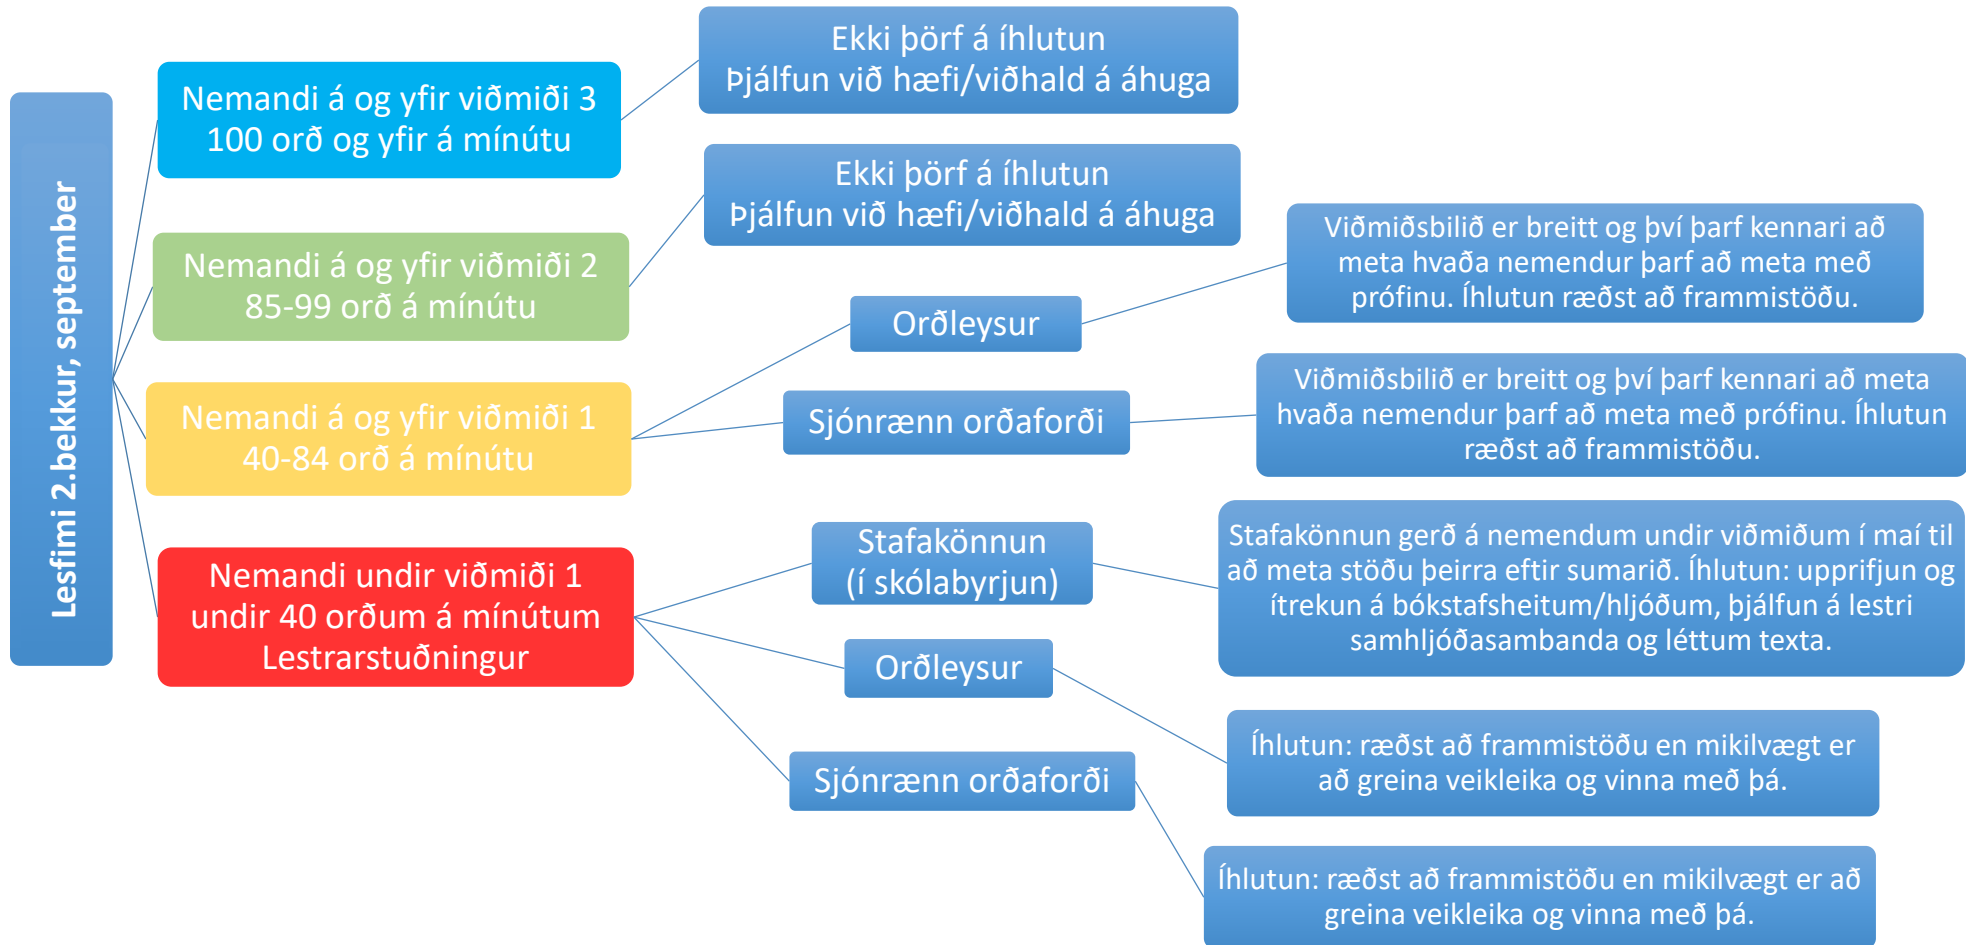 Lesfimi 2.bekkur, september
Nemandi á og yfir viðmiði 3
100 orð og yfir á mínútu
Ekki þörf á íhlutun
Þjálfun við hæfi/viðhald á áhuga
Nemandi á og yfir viðmiði 2
85-99 orð á mínútu
Ekki þörf á íhlutun
Þjálfun við hæfi/viðhald á áhuga
Nemandi á og yfir viðmiði 1
40-84 orð á mínútu
Orðleysur
Viðmiðsbilið er breitt og því þarf kennari að
meta hvaða nemendur þarf að meta með
prófinu. Íhlutun ræðst að frammistöðu.
Sjónrænn orðaforði
Viðmiðsbilið er breitt og því þarf kennari að meta
hvaða nemendur þarf að meta með prófinu. Íhlutun
ræðst að frammistöðu.
Nemandi undir viðmiði 1
undir 40 orðum á mínútum
Lestrarstuðningur
Stafakönnun
(í skólabyrjun)
Stafakönnun gerð á nemendum undir viðmiðum í maí til
að meta stöðu þeirra eftir sumarið. Íhlutun: upprifjun og
ítrekun á bókstafsheitum/hljóðum, þjálfun á lestri
samhljóðasambanda og léttum texta.
Orðleysur
Íhlutun: ræðst að frammistöðu en mikilvægt er
að greina veikleika og vinna með þá.
Sjónrænn orðaforði
Íhlutun: ræðst að frammistöðu en mikilvægt er að
greina veikleika og vinna með þá.